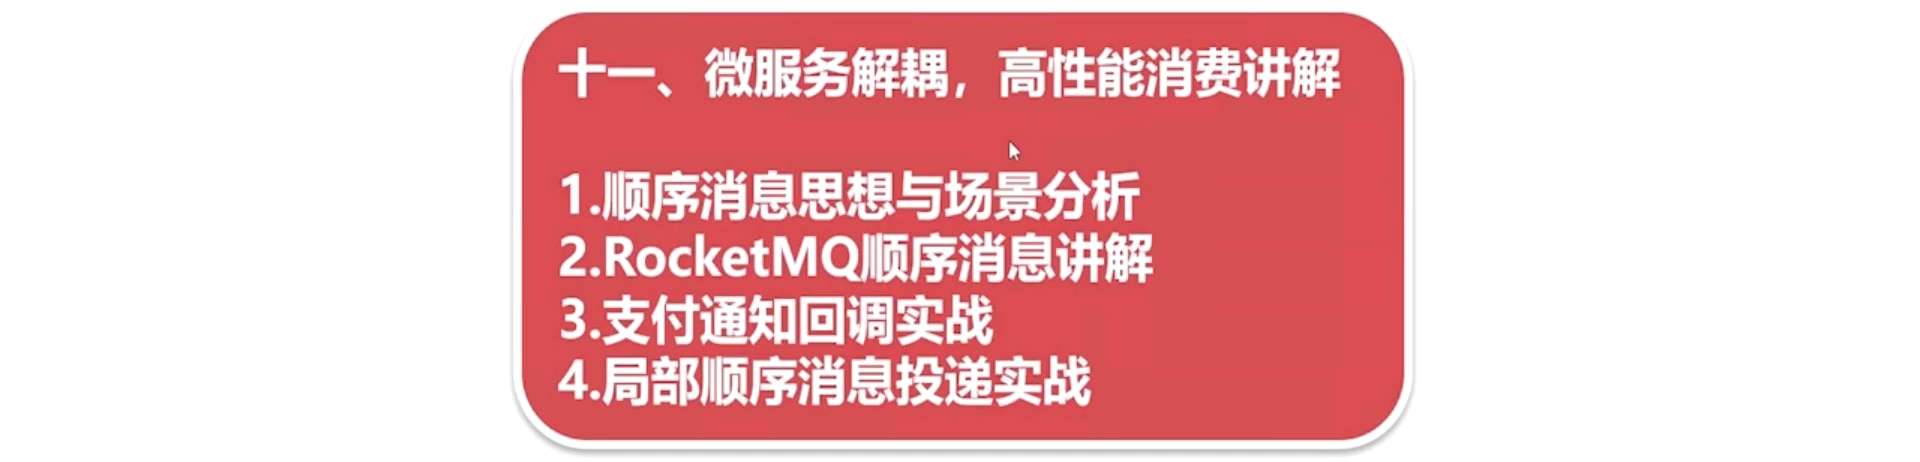 十一、微服务解耦，高性能消费讲解
1.顺序消息思想与场景分析
2.RocketMQ顺序消息讲解
3.支付通知回调实战
4.局部顺序消息投递实战